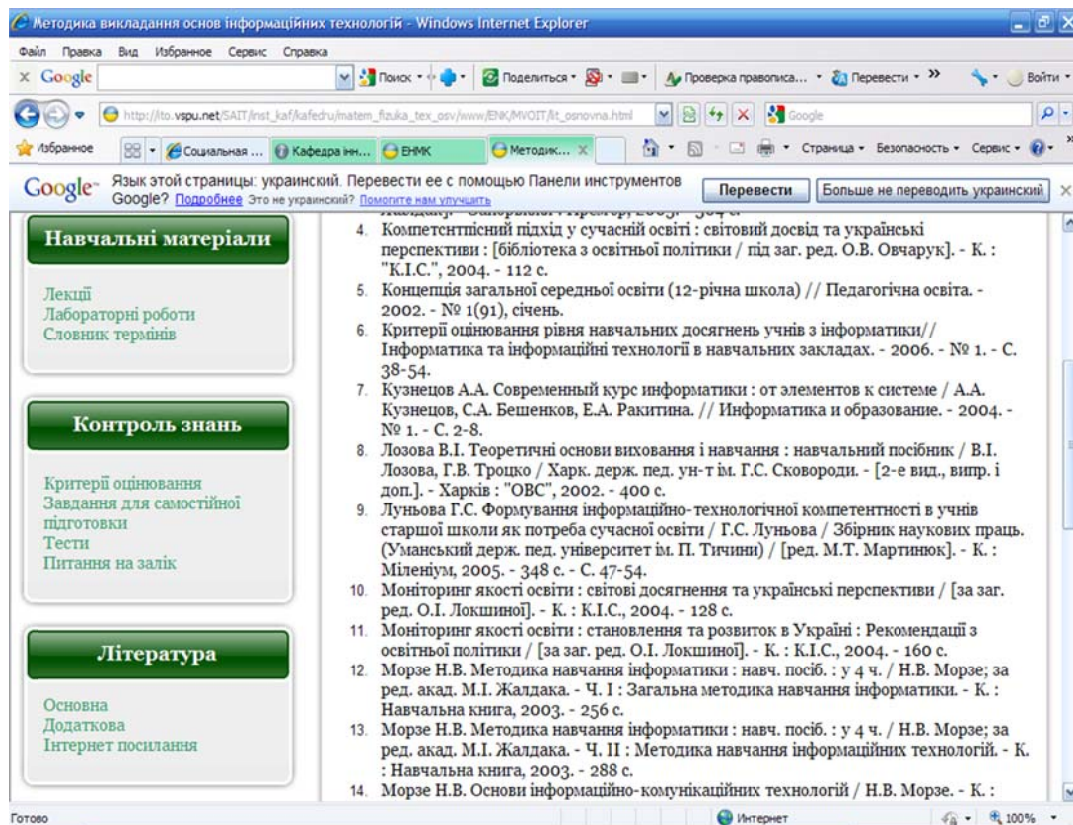 Методика викладання основ інформаційних технологій - Windows Internet Explorer
Файл Правка Вид Избранное Сервис Справка
x Google Поиск Поделиться Проверка правописа... Перевести » Войти
http://ito.vspu.net/SAIT/inst_kaf/kafedru/matem_fizuka_tex_osv/www/ENK/MVOIT/lit_osnovna.html Google
Избранное Социальная ... Кафедра інн... ЕНМК Методик... x Страница Безопасность Сервис »
Google Язык этой страницы: украинский. Перевести ее с помощью Панели инструментов Google? Подробнее Это не украинский? Помогите нам улучшить Перевести Больше не переводить украинский x
Навчальні матеріали
Лекції
Лабораторні роботи
Словник термінів
Контроль знань
Критерії оцінювання
Завдання для самостійної
підготовки
Тести
Питання на залік
Література
Основна
Додаткова
Інтернет посилання
4. Компетентпісний підхід у сучасній освіті : світовий досвід та українські
перспективи : [бібліотека з освітньої політики / під заг. ред. О.В. Овчарук]. - К. :
"К.І.С.", 2004. - 112 с.
5. Концепція загальної середньої освіти (12-річна школа) // Педагогічна освіта. -
2002. - № 1(91), січень.
6. Критерії оцінювання рівня навчальних досягнень учнів з інформатики//
Інформатика та інформаційні технології в навчальних закладах. - 2006. - № 1. - С.
38-54.
7. Кузнецов А.А. Современный курс информатики : от элементов к системе / А.А.
Кузнецов, С.А. Бешенков, Е.А. Ракитина. // Информатика и образование. - 2004. -
№ 1. - С. 2-8.
8. Лозова В.І. Теоретичні основи виховання і навчання : навчальний посібник / В.І.
Лозова, Г.В. Троцко / Харк. держ. пед. ун-т ім. Г.С. Сковороди. - [2-е вид., випр. і
доп.]. - Харків : "ОВС", 2002. - 400 с.
9. Луньова Г.С. Формування інформаційно-технологічної компетентності в учнів
старшої школи як потреба сучасної освіти / Г.С. Луньова / Збірник наукових праць.
(Уманський держ. пед. університет ім. П. Тичини) / [ред. М.Т. Мартинюк]. - К. :
Міленіум, 2005. - 348 с. - С. 47-54.
10. Моніторинг якості освіти : світові досягнення та українські перспективи / [за заг.
ред. О.І. Локшиної]. - К. : К.І.С., 2004. - 128 с.
11. Моніторинг якості освіти : становлення та розвиток в Україні : Рекомендації з
освітньої політики / [за заг. ред. О.І. Локшиної]. - К. : К.І.С., 2004. - 160 с.
12. Морзе Н.В. Методика навчання інформатики : навч. посіб. : у 4 ч. / Н.В. Морзе; за
ред. акад. М.І. Жалдака. - Ч. І : Загальна методика навчання інформатики. - К. :
Навчальна книга, 2003. - 256 с.
13. Морзе Н.В. Методика навчання інформатики : навч. посіб. : у 4 ч. / Н.В. Морзе; за
ред. акад. М.І. Жалдака. - Ч. ІІ : Методика навчання інформаційних технологій. - К.
: Навчальна книга, 2003. - 288 с.
14. Морзе Н.В. Основи інформаційно-комунікаційних технологій / Н.В. Морзе. - К. :
Готово Интернет 100%